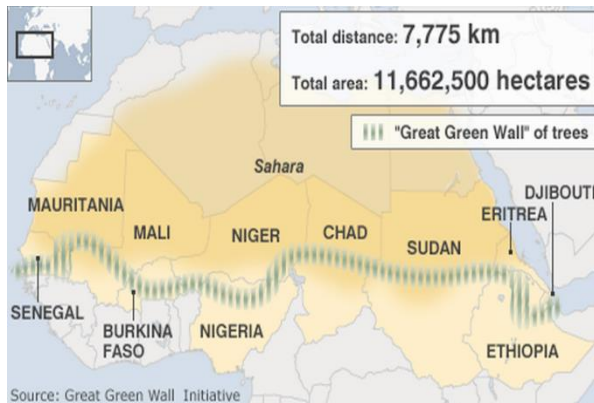 Total distance: 7,775 km
Total area: 11,662,500 hectares
"Great Green Wall" of trees
Sahara
DJIBOUTI
ERITREA
MAURITANIA
MALI
NIGER
CHAD
SUDAN
SENEGAL
BURKINA
FASO
NIGERIA
ETHIOPIA
Source: Great Green Wall Initiative